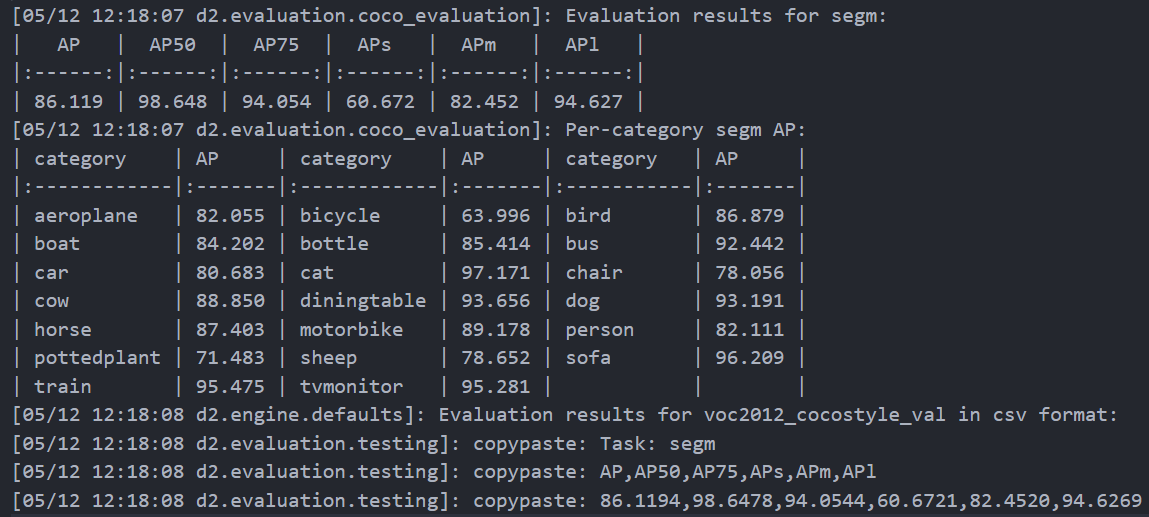 [05/12 12:18:07 d2.evaluation.coco_evaluation]: Evaluation results for segm:
|   AP   |  AP50  |  AP75  |  APs   |  APm   |  APl   |
|:------:|:------:|:------:|:------:|:------:|:------:|
| 86.119 | 98.648 | 94.054 | 60.672 | 82.452 | 94.627 |
[05/12 12:18:07 d2.evaluation.coco_evaluation]: Per-category segm AP:
| category    | AP     | category    | AP     | category   | AP     |
|:------------|:-------|:------------|:-------|:-----------|:-------|
| aeroplane   | 82.055 | bicycle     | 63.996 | bird       | 86.879 |
| boat        | 84.202 | bottle      | 85.414 | bus        | 92.442 |
| car         | 80.683 | cat         | 97.171 | chair      | 78.056 |
| cow         | 88.850 | diningtable | 93.656 | dog        | 93.191 |
| horse       | 87.403 | motorbike   | 89.178 | person     | 82.111 |
| pottedplant | 71.483 | sheep       | 78.652 | sofa       | 96.209 |
| train       | 95.475 | tvmonitor   | 95.281 |            |        |
[05/12 12:18:08 d2.engine.defaults]: Evaluation results for voc2012_cocostyle_val in csv format:
[05/12 12:18:08 d2.evaluation.testing]: copypaste: Task: segm
[05/12 12:18:08 d2.evaluation.testing]: copypaste: AP,AP50,AP75,APs,APm,APl
[05/12 12:18:08 d2.evaluation.testing]: copypaste: 86.1194,98.6478,94.0544,60.6721,82.4520,94.6269